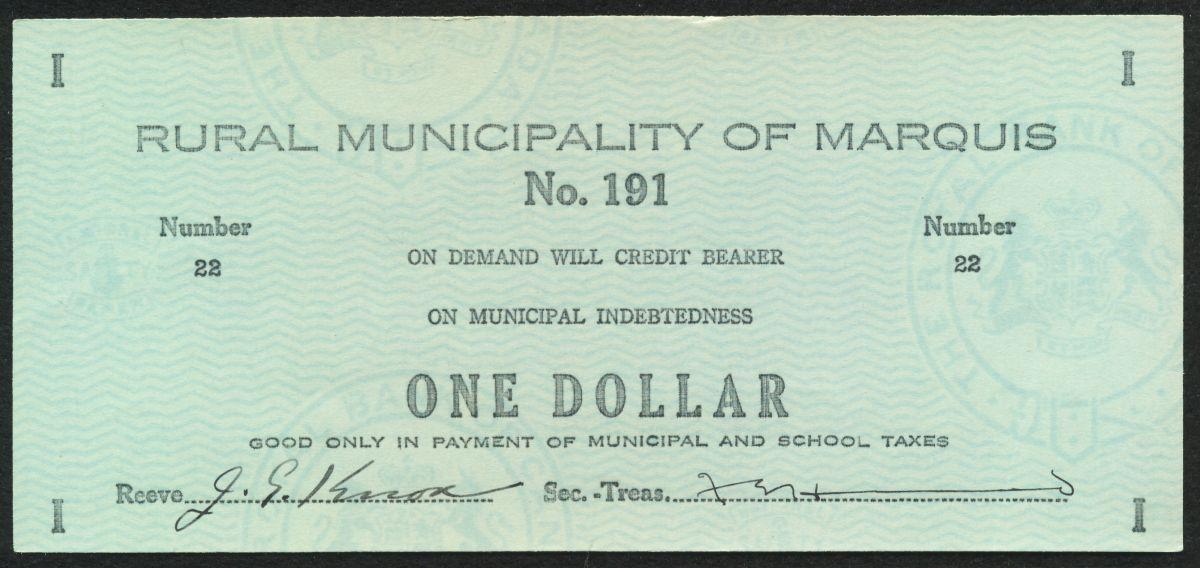 I I
RURAL MUNICIPALITY OF MARQUIS
No. 191
Number Number
22 22
ON DEMAND WILL CREDIT BEARER
ON MUNICIPAL INDEBTEDNESS
ONE DOLLAR
GOOD ONLY IN PAYMENT OF MUNICIPAL AND SCHOOL TAXES
Reeve J. E. Knox Sec.-Treas.
I I